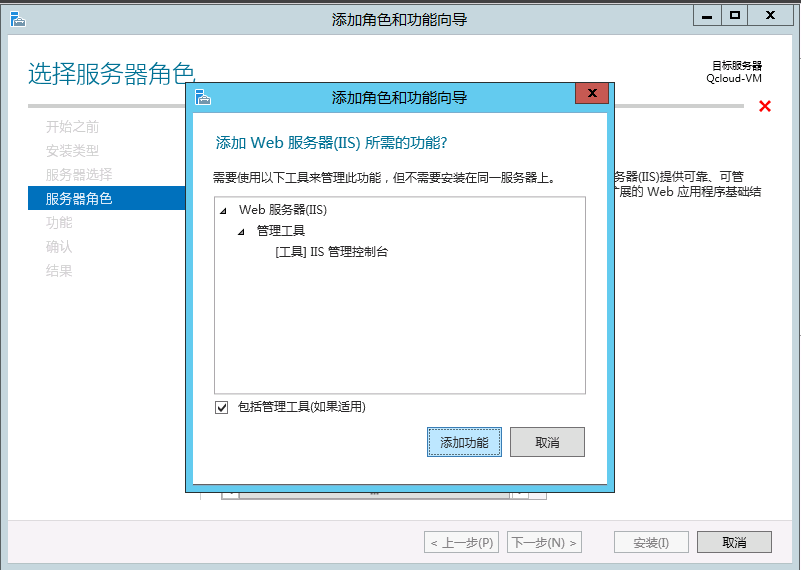 添加角色和功能向导
选择服务器角色
目标服务器
Qcloud-VM
开始之前
安装类型
服务器选择
服务器角色
功能
确认
结果
添加角色和功能向导
添加 Web 服务器(IIS) 所需的功能?
需要使用以下工具来管理此功能，但不需要安装在同一服务器上。
Web 服务器(IIS)
管理工具
[工具] IIS 管理控制台
包括管理工具(如果适用)
添加功能
取消
务器(IIS)提供可靠、可管
展的 Web 应用程序基础结
< 上一步(P)
下一步(N) >
安装(I)
取消